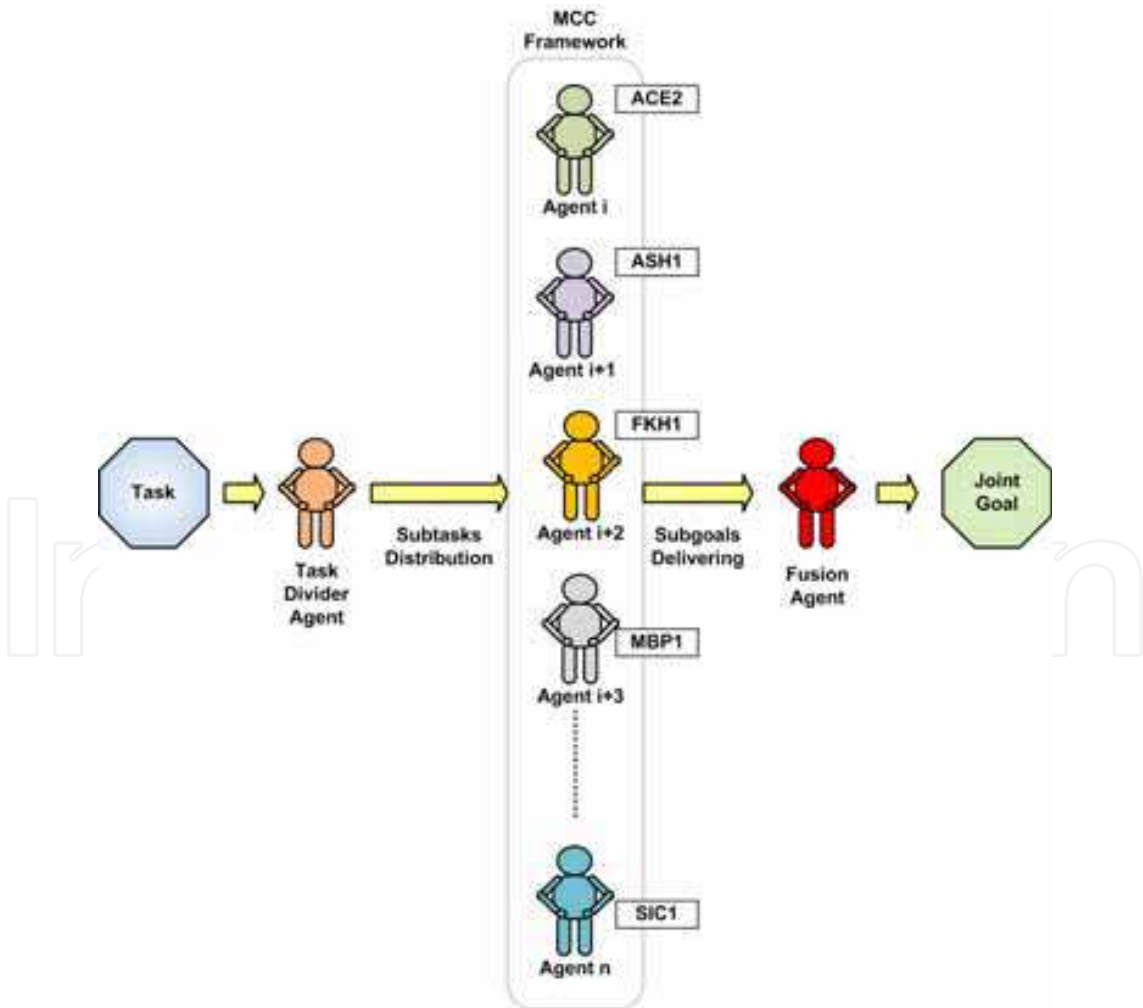 MCC
Framework
ACE2
Agent i
ASH1
Agent i+1
FKH1
Task
Agent i+2
Joint
Goal
Subtasks
Distribution
Subgoals
Delivering
Task
Divider
Agent
Fusion
Agent
MBP1
Agent i+3
SIC1
Agent n